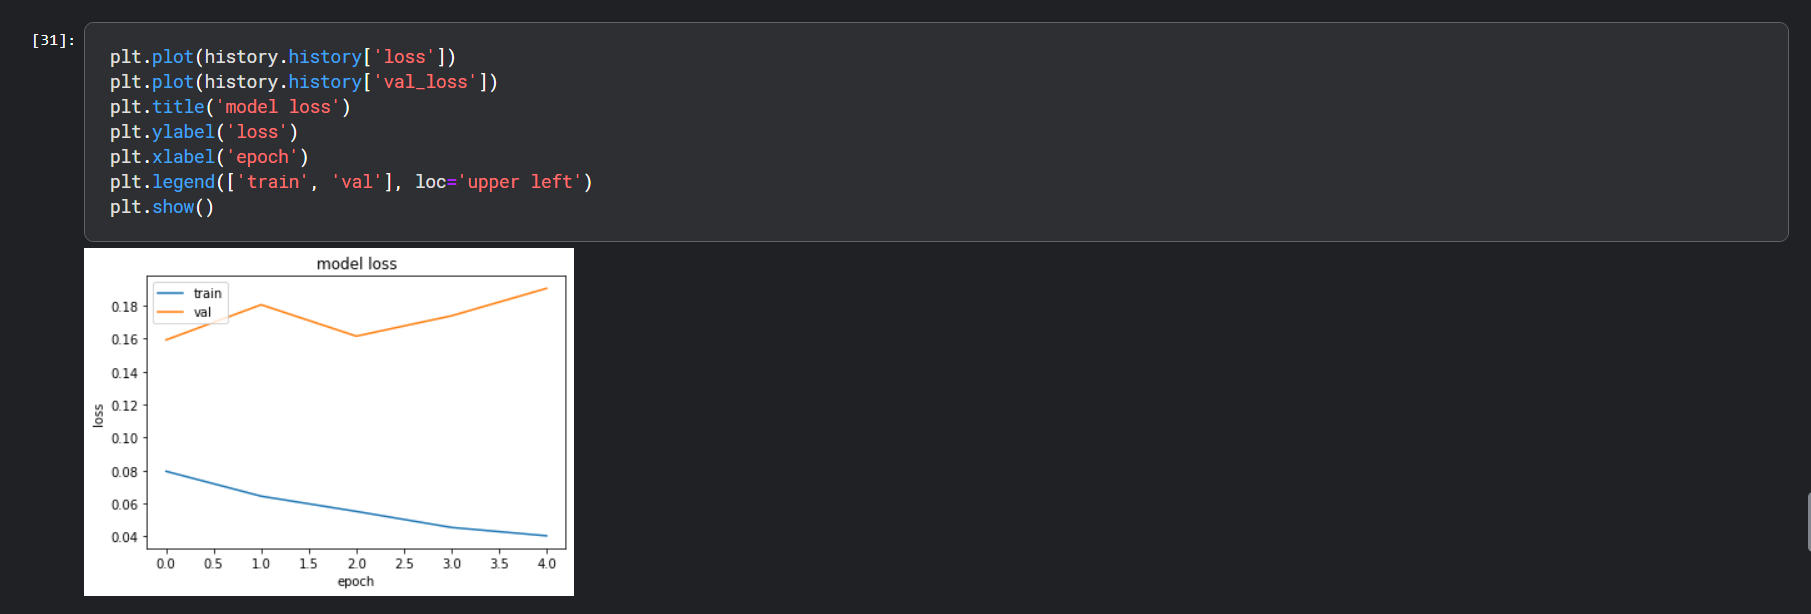 [31]:
plt.plot(history.history['loss'])
plt.plot(history.history['val_loss'])
plt.title('model loss')
plt.ylabel('loss')
plt.xlabel('epoch')
plt.legend(['train', 'val'], loc='upper left')
plt.show()
model loss
train
val
0.18
0.16
0.14
0.12
0.10
0.08
0.06
0.04
loss
0.0 0.5 1.0 1.5 2.0 2.5 3.0 3.5 4.0
epoch